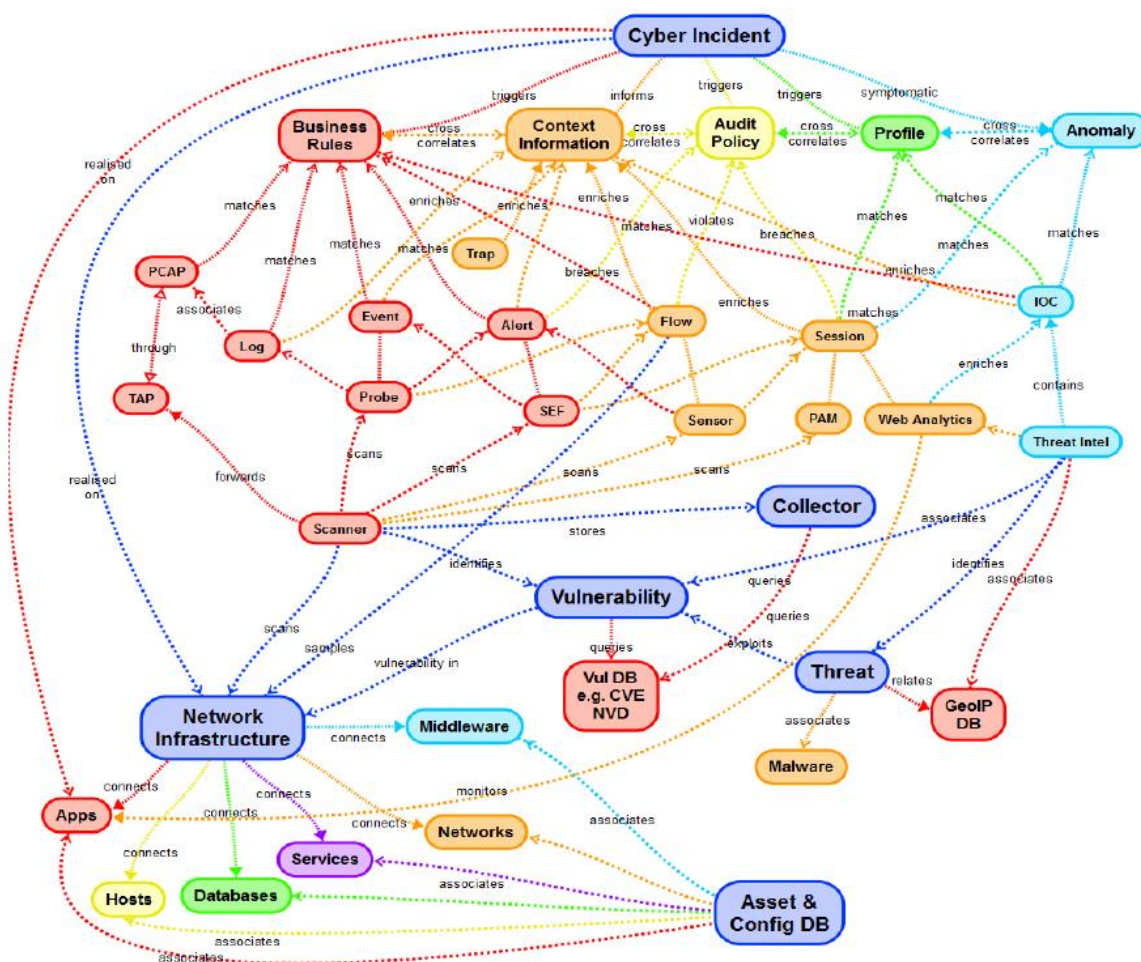 Cyber Incident
triggers
informs
triggers
triggers
symptomatic
Business
Rules
cross
correlates
Context
Information
cross
correlates
Audit
Policy
cross
correlates
Profile
cross
correlates
Anomaly
realised
on
matches
enriches
enriches
enriches
matches
violates
matches
breaches
matches
matches
matches
matches
matches
Trap
breaches
enriches
enriches
PCAP
associates
Event
Alert
Flow
matches
Session
IOC
Log
through
enriches
contains
TAP
Probe
SEF
Sensor
PAM
Web Analytics
Threat Intel
scans
scans
scans
scans
forwards
realised
on
Scanner
stores
Collector
associates
identifies
identifies
associates
queries
Vulnerability
queries
scans
samples
vulnerability in
queries
exploits
Vul DB
e.g. CVE
NVD
Threat
relates
GeoIP
DB
Network
Infrastructure
connects
Middleware
associates
Malware
connects
connects
connects
monitors
Apps
connects
connects
Networks
associates
connects
Services
Hosts
Databases
associates
Asset &
Config DB
associates
associates